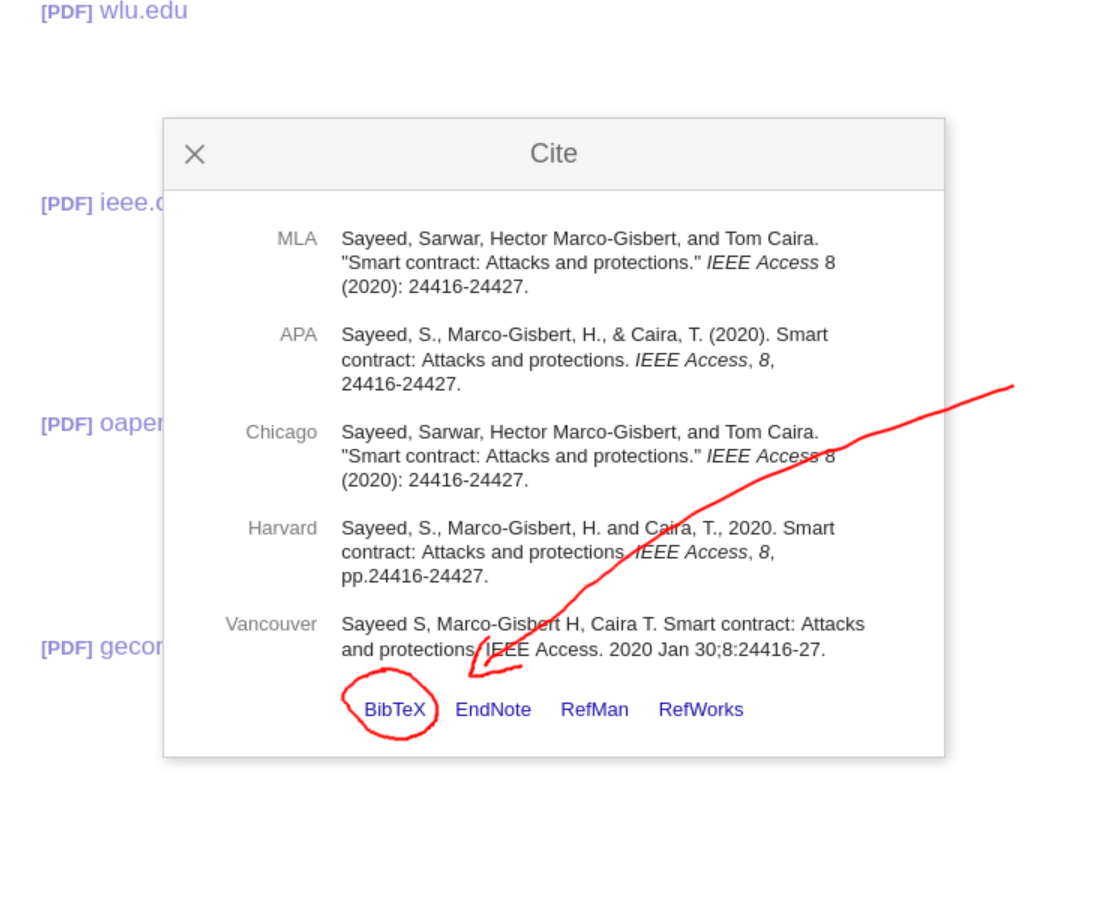 [PDF] wlu.edu
Cite
[PDF] ieee.
MLA Sayeed, Sarwar, Hector Marco-Gisbert, and Tom Caira.
"Smart contract: Attacks and protections." IEEE Access 8
(2020): 24416-24427.
APA Sayeed, S., Marco-Gisbert, H., & Caira, T. (2020). Smart
contract: Attacks and protections. IEEE Access, 8,
24416-24427.
[PDF] oaper
Chicago Sayeed, Sarwar, Hector Marco-Gisbert, and Tom Caira.
"Smart contract: Attacks and protections." IEEE Access 8
(2020): 24416-24427.
Harvard Sayeed, S., Marco-Gisbert, H. and Caira, T., 2020. Smart
contract: Attacks and protections. IEEE Access, 8,
pp.24416-24427.
Vancouver Sayeed S, Marco-Gisbert H, Caira T. Smart contract: Attacks
and protections. IEEE Access. 2020 Jan 30;8:24416-27.
[PDF] gecor
BibTeX EndNote RefMan RefWorks